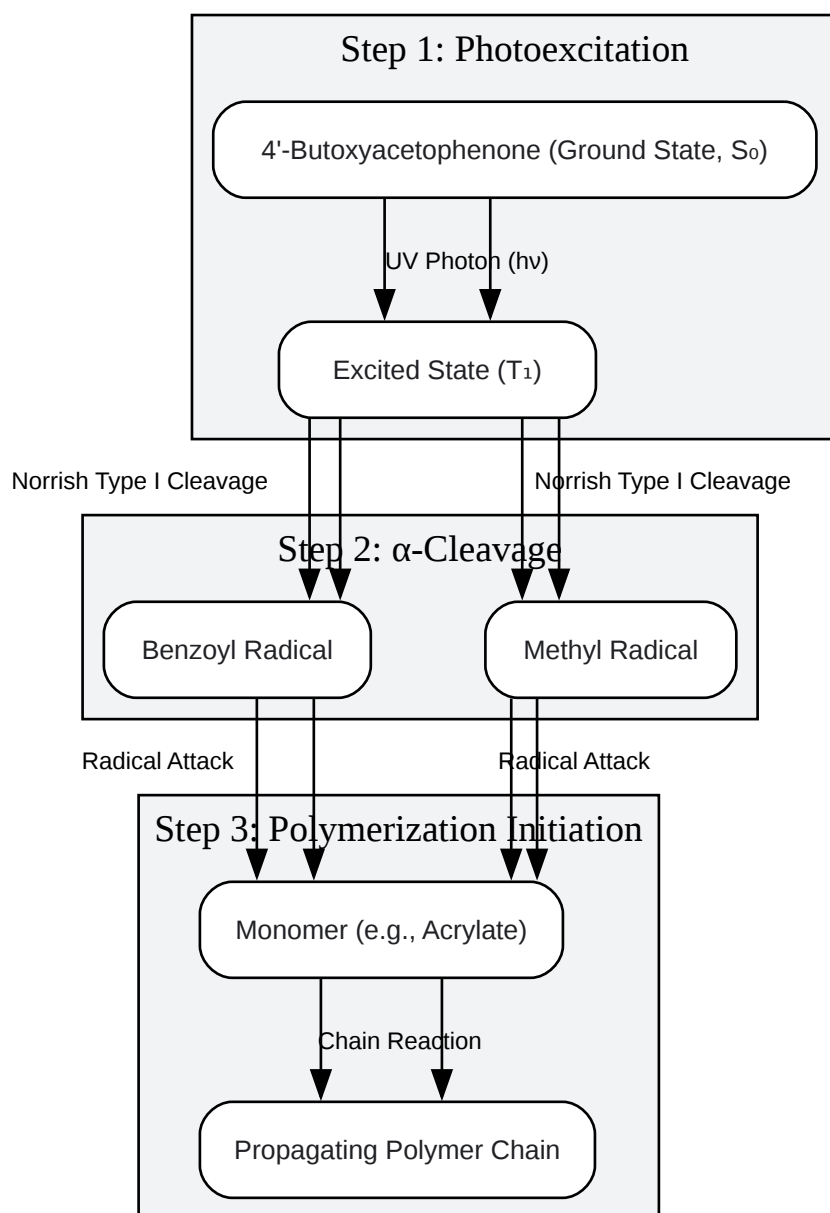 Step 1: Photoexcitation
4'-Butoxyacetophenone (Ground State, S₀)
UV Photon (hν)
Excited State (T₁)
Norrish Type I Cleavage
Norrish Type I Cleavage
Step 2: α-Cleavage
Benzoyl Radical
Methyl Radical
Radical Attack
Radical Attack
Step 3: Polymerization Initiation
Monomer (e.g., Acrylate)
Chain Reaction
Propagating Polymer Chain